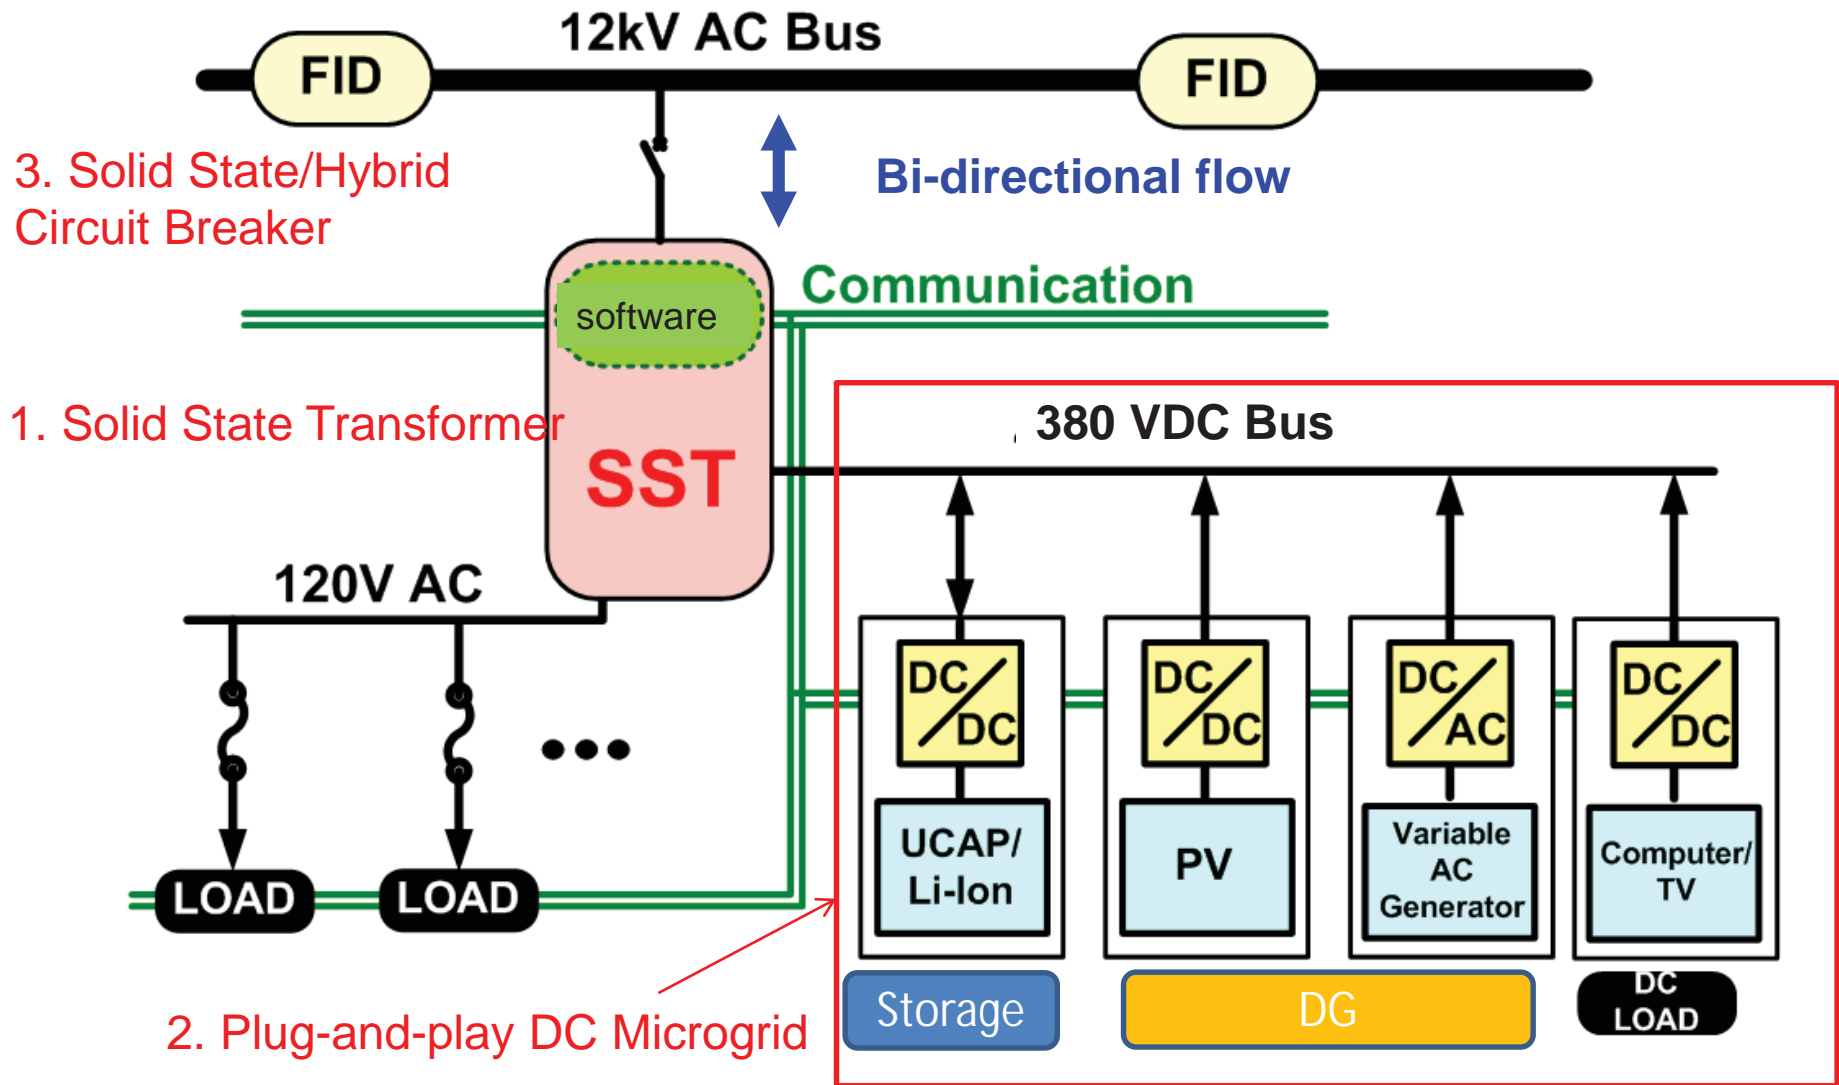 12kV AC Bus
FID
FID
3. Solid State/Hybrid
Circuit Breaker
Bi-directional flow
Communication
software
1. Solid State Transformer
SST
380 VDC Bus
120V AC
DC
DC
DC
DC
DC
AC
DC
DC
UCAP/
Li-Ion
PV
Variable
AC
Generator
Computer/
TV
LOAD
LOAD
Storage
DG
DC
LOAD
2. Plug-and-play DC Microgrid